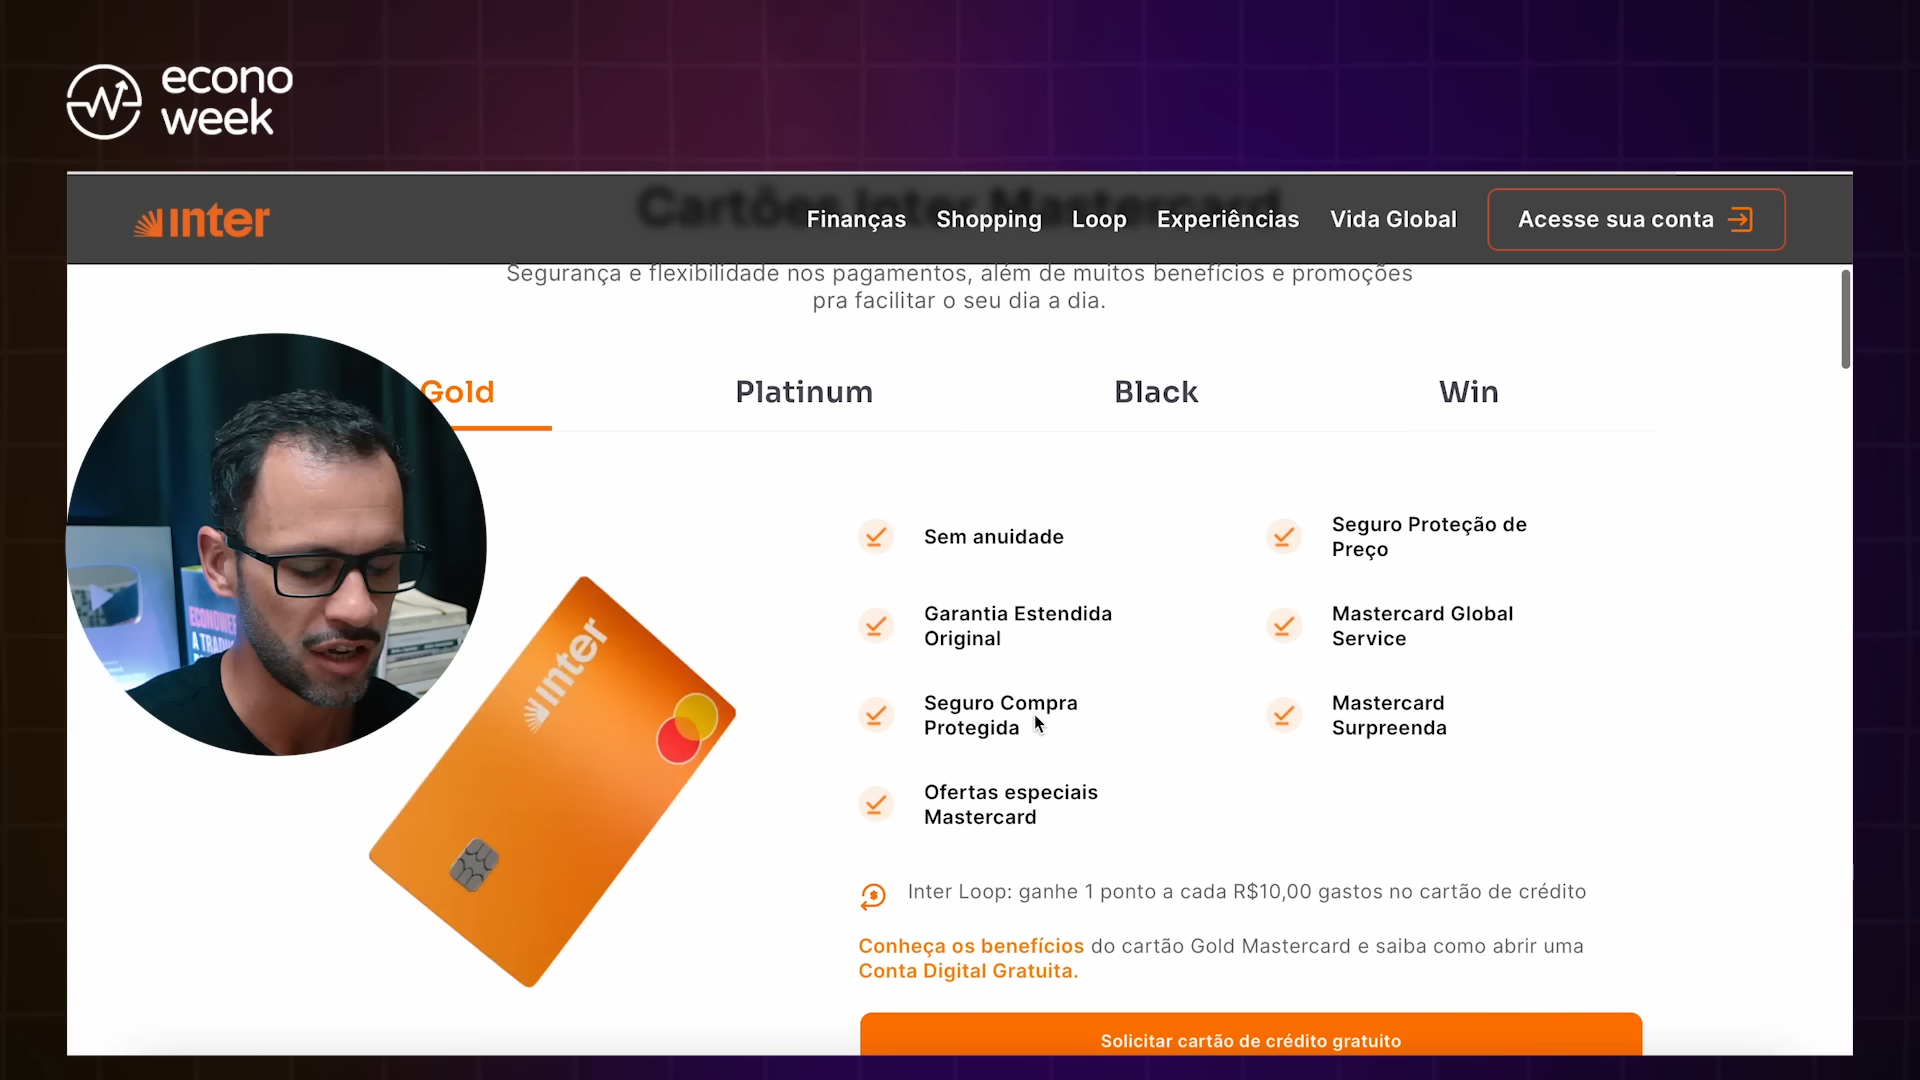 econo
week
inter
Cartões Inter Mastercard
Finanças Shopping Loop Experiências Vida Global Acesse sua conta
Segurança e flexibilidade nos pagamentos, além de muitos benefícios e promoções
pra facilitar o seu dia a dia.
Gold Platinum Black Win
Sem anuidade
Seguro Proteção de
Preço
Garantia Estendida
Original
Mastercard Global
Service
Seguro Compra
Protegida
Mastercard
Surpreenda
Ofertas especiais
Mastercard
inter
Inter Loop: ganhe 1 ponto a cada R$10,00 gastos no cartão de crédito
Conheça os benefícios do cartão Gold Mastercard e saiba como abrir uma
Conta Digital Gratuita.
Solicitar cartão de crédito gratuito